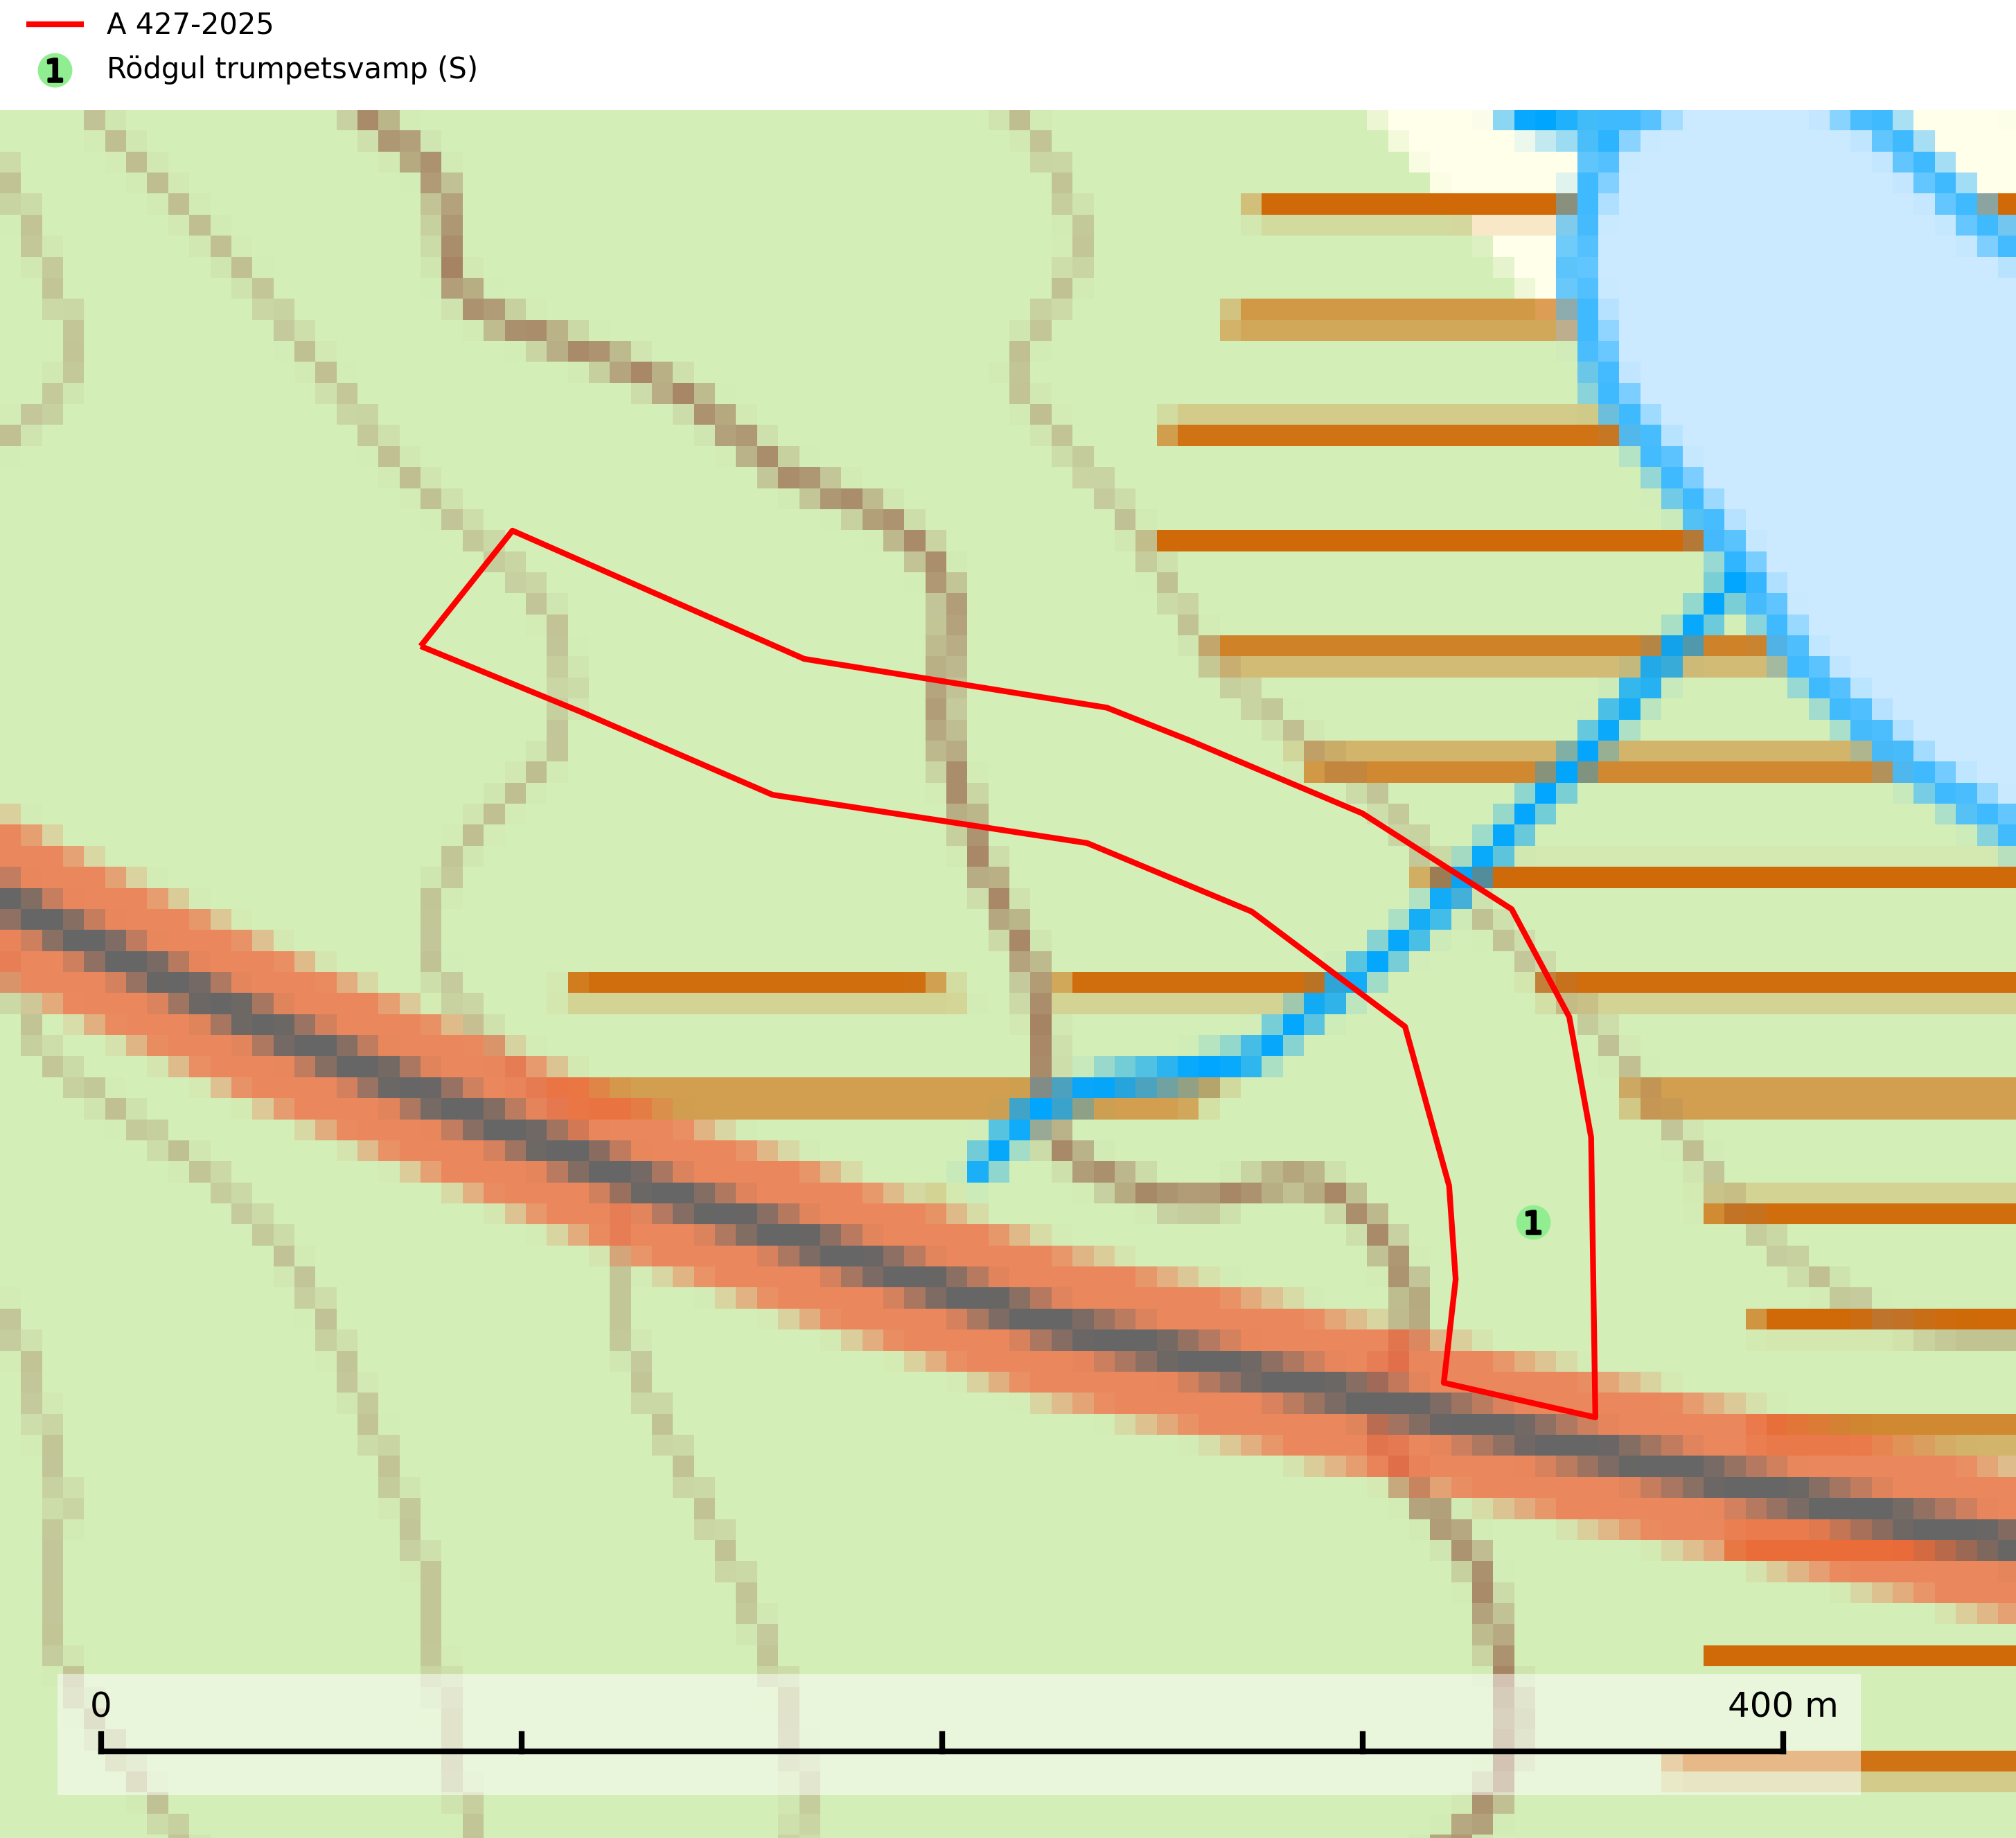 A 427-2025
1 Rödgul trumpetsvamp (S)
1
0 400 m